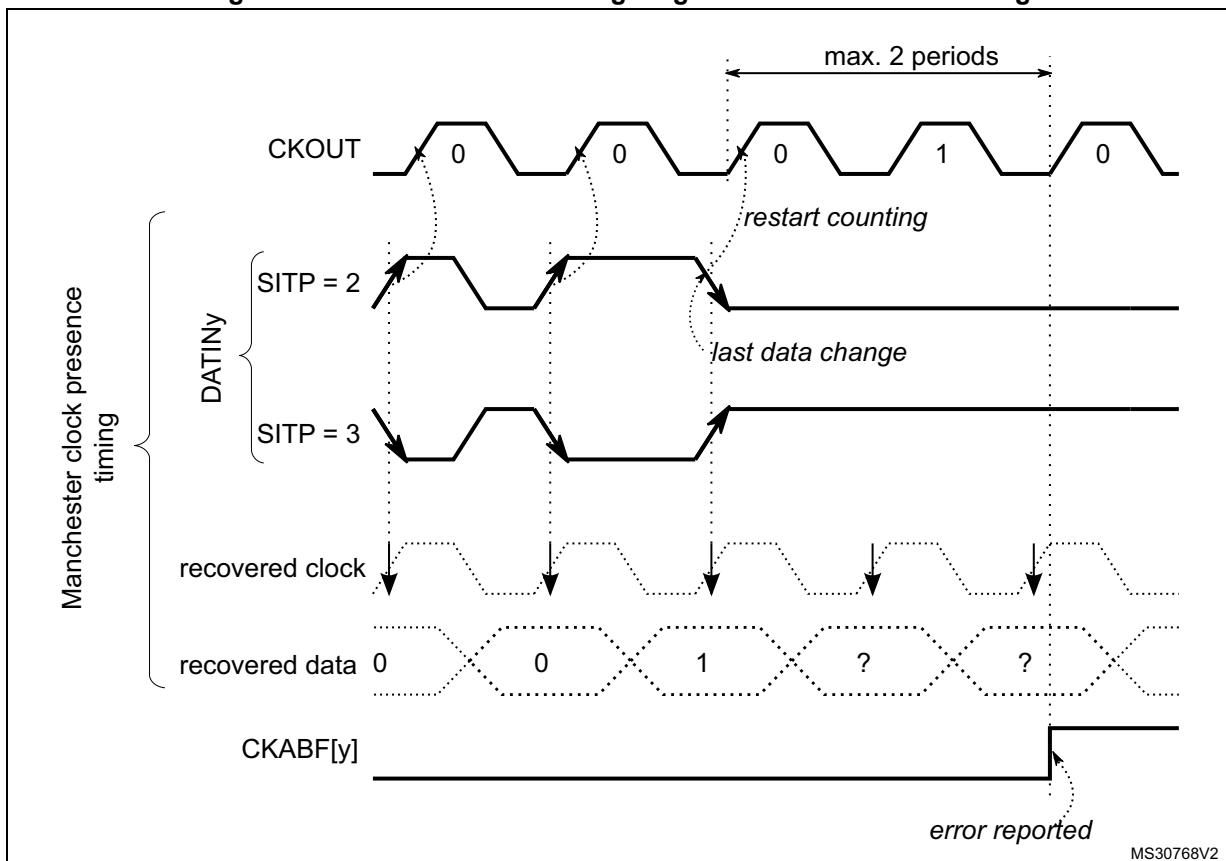 max. 2 periods
CKOUT
0 0 0 1 0
restart counting
Manchester clock presence
timing
DATINy
SITP = 2
last data change
SITP = 3
recovered clock
recovered data
0 0 1 ? ?
CKABF[y]
error reported
MS30768V2